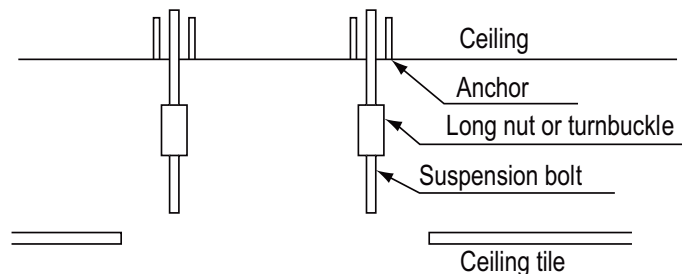 Ceiling
Anchor
Long nut or turnbuckle
Suspension bolt
Ceiling tile